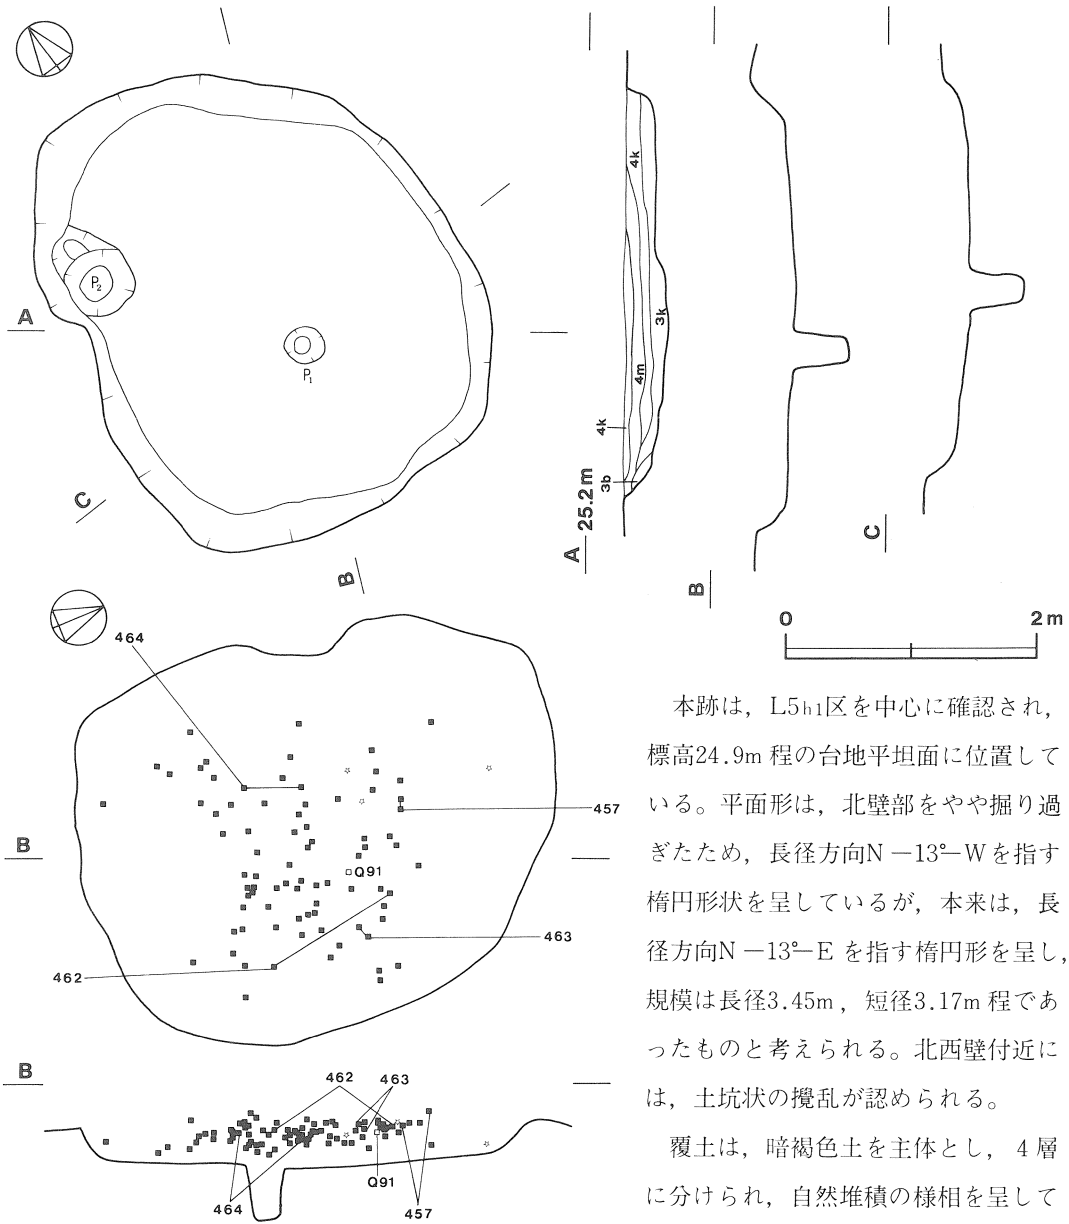 P2
A
P1
C
B
4k
3k
4m
4k
3b
A 25.2m
B
C
0 2m
464
457
B
Q91
463
462
B
462 463
Q91
464 457
本跡は，L5h1区を中心に確認され，
標高24.9m程の台地平坦面に位置して
いる。平面形は，北壁部をやや掘り過
ぎたため，長径方向N－13°－Wを指す
楕円形状を呈しているが，本来は，長
径方向N－13°－Eを指す楕円形を呈し，
規模は長径3.45m，短径3.17m程であ
ったものと考えられる。北西壁付近に
は，土坑状の攪乱が認められる。
覆土は，暗褐色土を主体とし，4層
に分けられ，自然堆積の様相を呈して